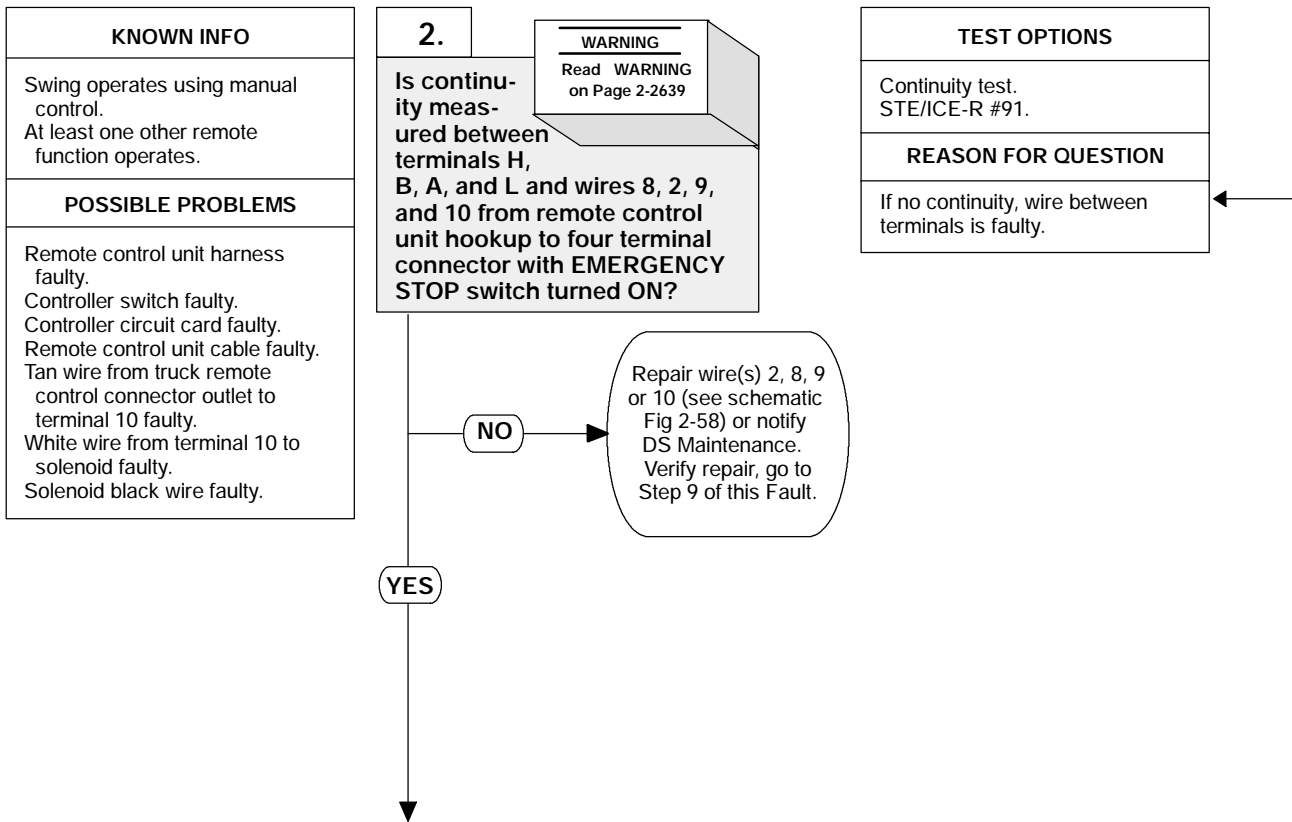 KNOWN INFO
Swing operates using manual
control.
At least one other remote
function operates.
POSSIBLE PROBLEMS
Remote control unit harness
faulty.
Controller switch faulty.
Controller circuit card faulty.
Remote control unit cable faulty.
Tan wire from truck remote
control connector outlet to
terminal 10 faulty.
White wire from terminal 10 to
solenoid faulty.
Solenoid black wire faulty.
2.
WARNING
Read WARNING
on Page 2-2639
Is continu-
ity meas-
ured between
terminals H,
B, A, and L and wires 8, 2, 9,
and 10 from remote control
unit hookup to four terminal
connector with EMERGENCY
STOP switch turned ON?
NO
Repair wire(s) 2, 8, 9
or 10 (see schematic
Fig 2-58) or notify
DS Maintenance.
Verify repair, go to
Step 9 of this Fault.
YES
TEST OPTIONS
Continuity test.
STE/ICE-R #91.
REASON FOR QUESTION
If no continuity, wire between
terminals is faulty.